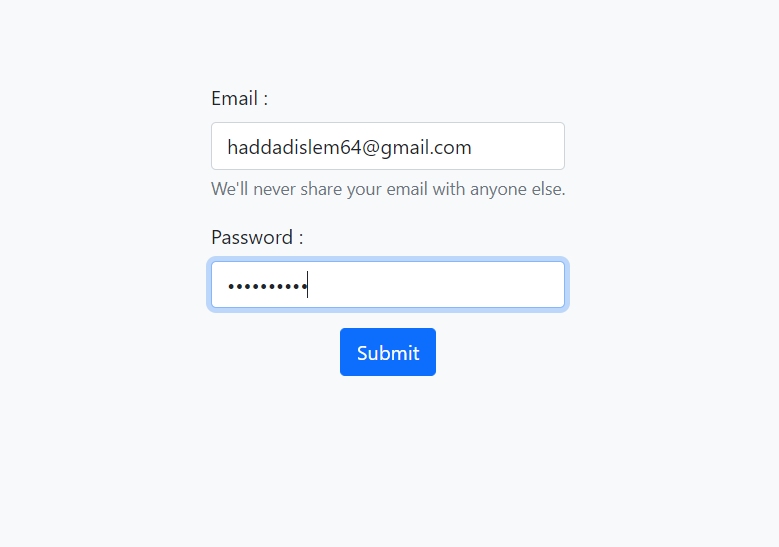 Email :
haddadislem64@gmail.com
We'll never share your email with anyone else.
Password :
••••••••••
Submit